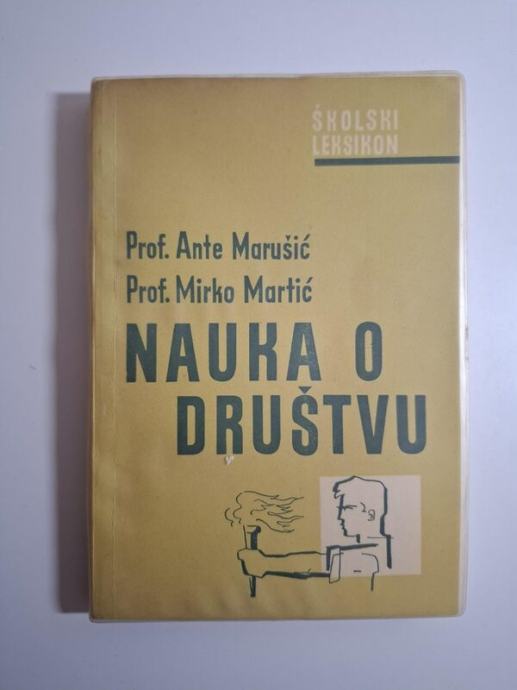 ŠKOLSKI
LEKSIKON
Prof. Ante Marušić
Prof. Mirko Martić
NAUKA O
DRUŠTVU